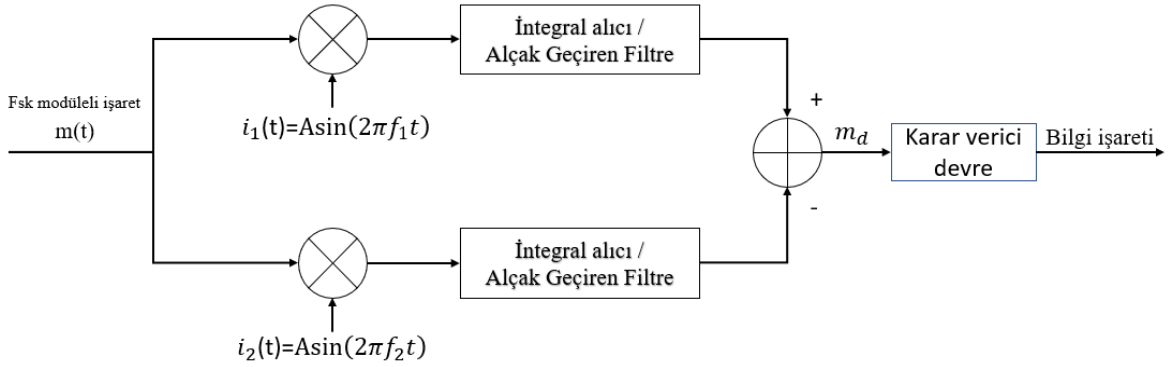 İntegral alıcı /
Alçak Geçiren Filtre
Fsk modüleli işaret
m(t)
i₁(t)=Asin(2πf₁t)
+
m_d
Karar verici
devre
Bilgi işareti
-
İntegral alıcı /
Alçak Geçiren Filtre
i₂(t)=Asin(2πf₂t)